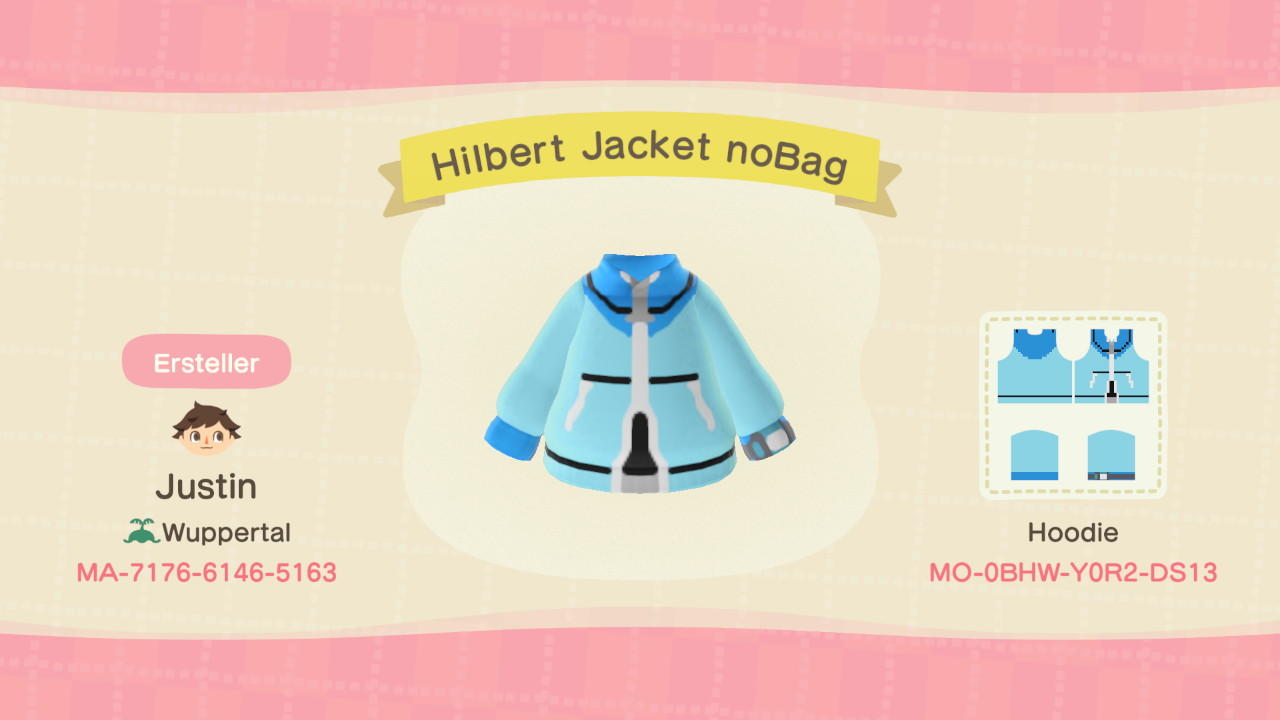 Hilbert Jacket noBag
Ersteller
Justin
Wuppertal
MA-7176-6146-5163
Hoodie
MO-0BHW-Y0R2-DS13